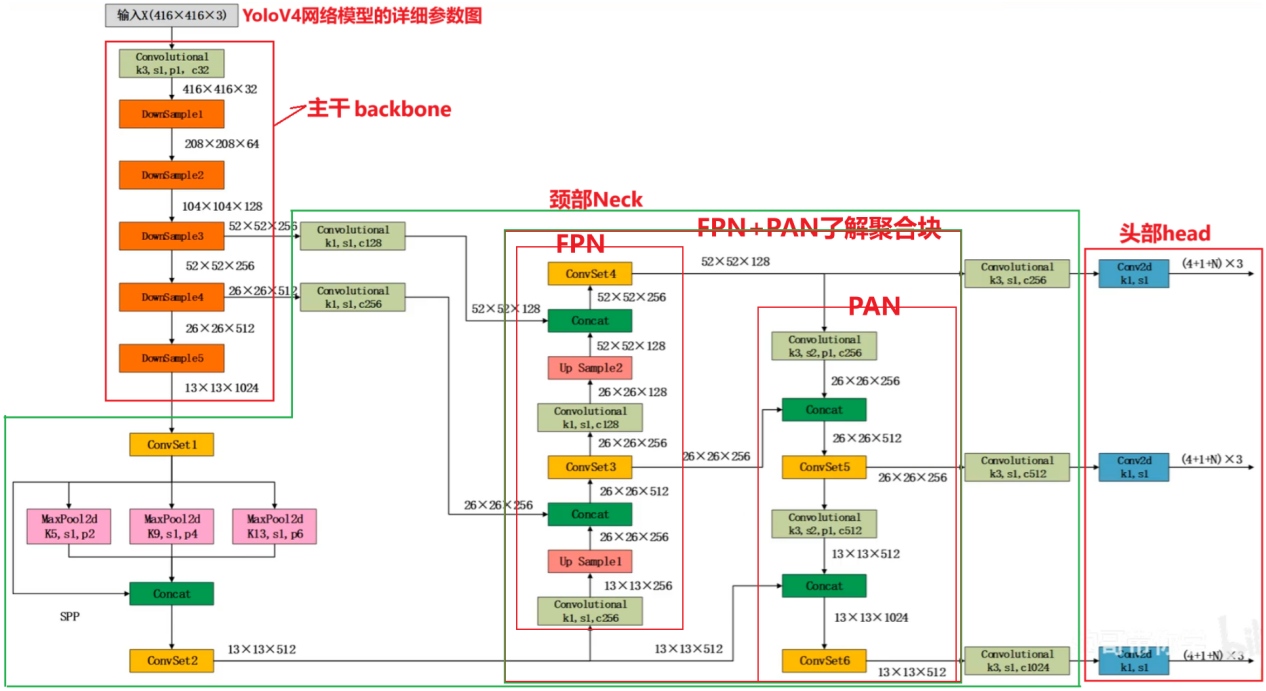 输入X(416×416×3)
YoloV4网络模型的详细参数图
Convolutional
k3,s1,p1, c32
416×416×32
DownSample1
主干 backbone
208×208×64
DownSample2
104×104×128
颈部Neck
DownSample3
52×52×256
Convolutional
k1,s1,c128
FPN+PAN了解聚合块
头部head
FPN
52×52×256
ConvSet4
52×52×128
Convolutional
k3,s1,c256
Conv2d
k1,s1
(4+1+N)×3
DownSample4
26×26×512
Convolutional
k1,s1,c256
52×52×256
PAN
52×52×128
Concat
26×26×512
Convolutional
k3,s2,p1,c256
52×52×128
DownSample5
Up Sample2
26×26×256
13×13×1024
26×26×128
Convolutional
k1,s1,c128
Concat
ConvSet1
26×26×256
26×26×512
26×26×256
ConvSet3
ConvSet5
26×26×256
Convolutional
k3,s1,c512
Conv2d
k1,s1
(4+1+N)×3
26×26×512
26×26×256
Concat
MaxPool2d
K5,s1,p2
MaxPool2d
K9,s1,p4
MaxPool2d
K13,s1,p6
Convolutional
k3,s2,p1,c512
26×26×256
Up Sample1
13×13×512
13×13×256
Concat
Concat
SPP
Convolutional
k1,s1,c256
13×13×1024
13×13×512
13×13×512
ConvSet2
ConvSet6
13×13×512
Convolutional
k3,s1,c1024
Conv2d
k1,s1
(4+1+N)×3